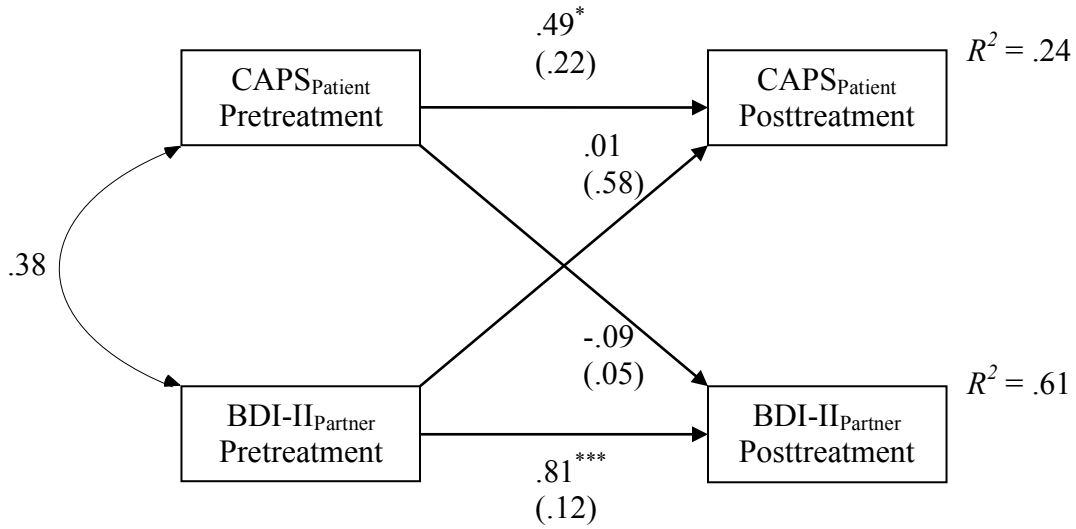 .49*
(.22)
R² = .24
CAPSPatient
Pretreatment
CAPSPatient
Posttreatment
.01
(.58)
.38
-.09
(.05)
R² = .61
BDI-IIPartner
Pretreatment
BDI-IIPartner
Posttreatment
.81***
(.12)